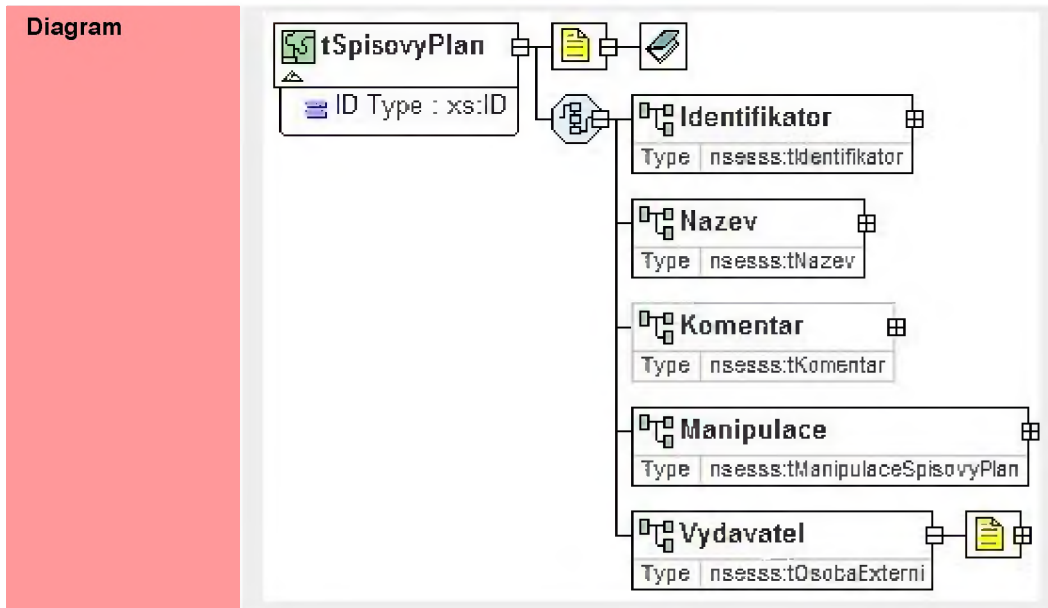 Diagram
tSpisovyPlan
ID Type : xs:ID
Identifikator
Type nsesss:tIdentifikator
Nazev
Type nsesss:tNazev
Komentar
Type nsesss:tKomentar
Manipulace
Type nsesss:tManipulaceSpisovyPlan
Vydavatel
Type nsesss:tOsobaExterni